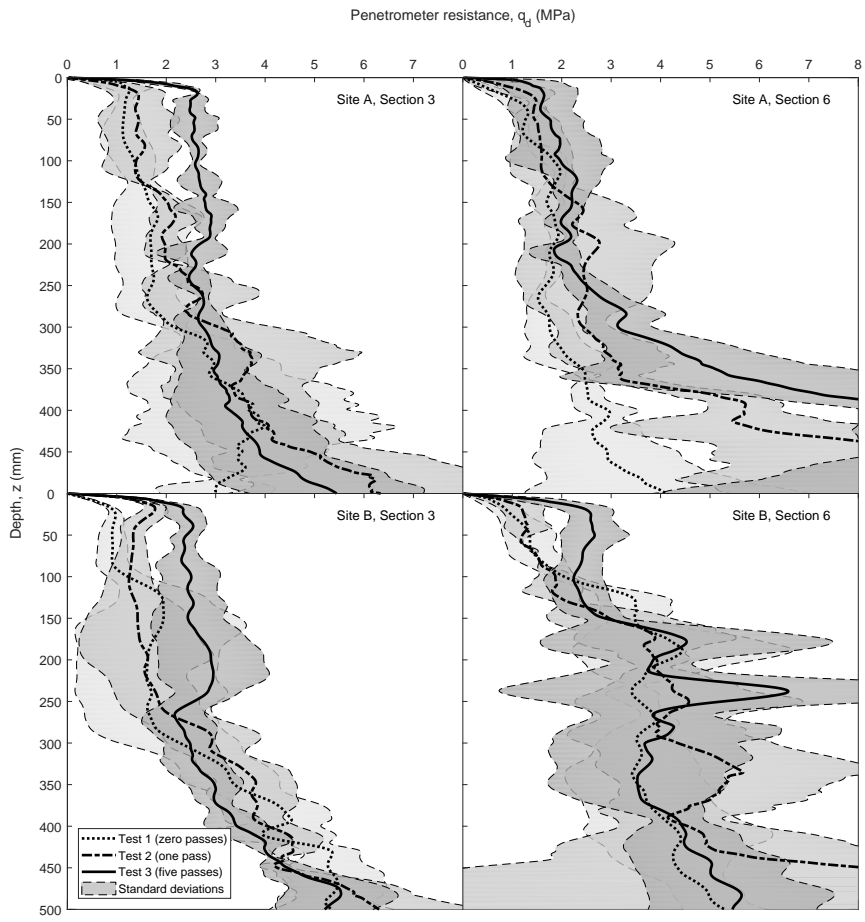 Penetrometer resistance, q_d (MPa)
0 1 2 3 4 5 6 7
0 1 2 3 4 5 6 7 8
0
50
100
150
200
250
300
350
400
450
Site A, Section 3
Site A, Section 6
Depth, z (mm)
0
50
100
150
200
250
300
350
400
450
500
Site B, Section 3
Site B, Section 6
Test 1 (zero passes)
Test 2 (one pass)
Test 3 (five passes)
Standard deviations